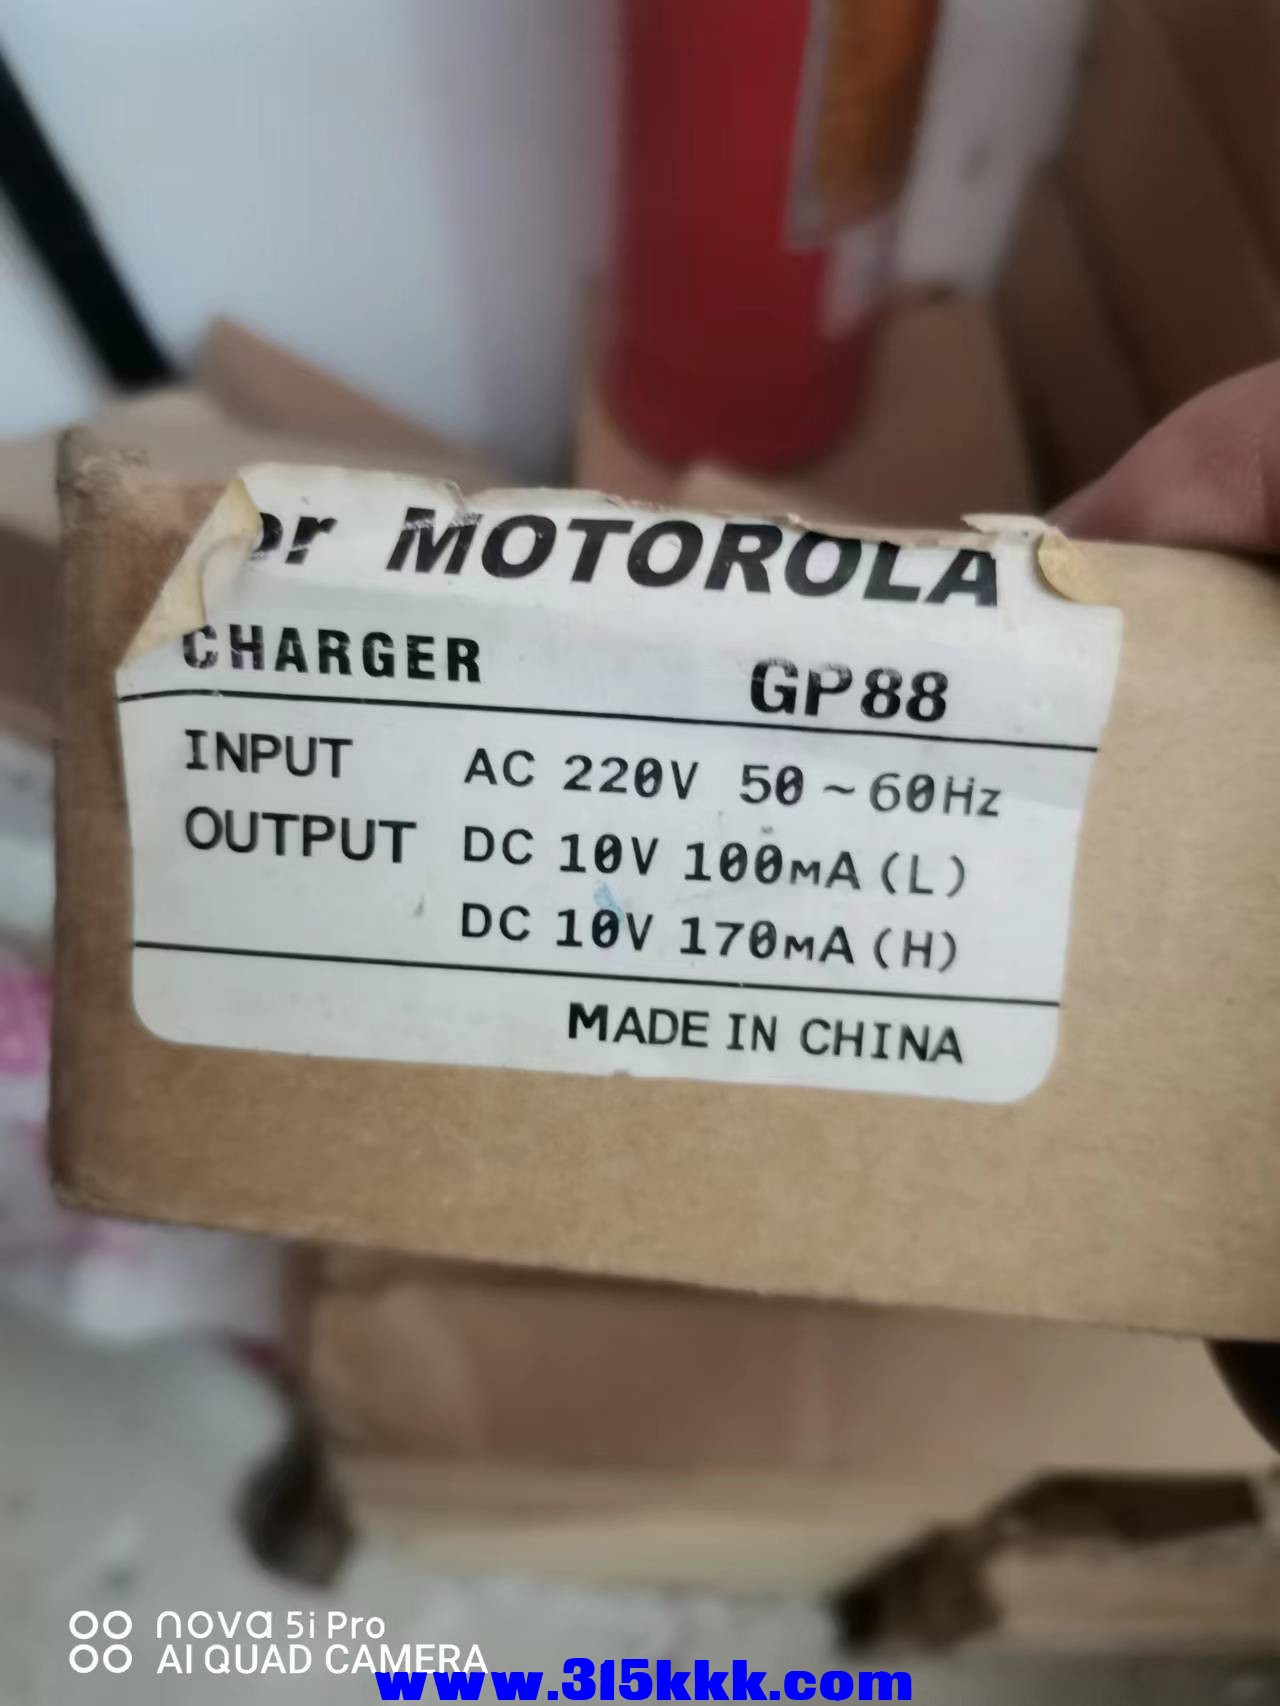 or MOTOROLA
CHARGER GP88
INPUT AC 220V 50~60Hz
OUTPUT DC 10V 100mA (L)
DC 10V 170mA (H)
MADE IN CHINA
nova 5i Pro
AI QUAD CAMERA
www.315kkk.com